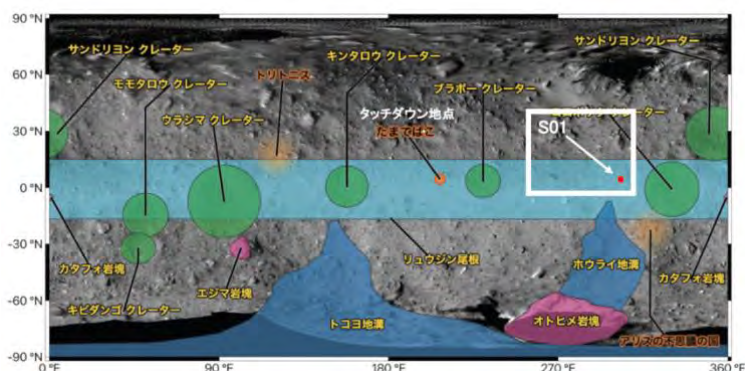 90 °N
60 °N
30 °N
0 °N
-30 °N
-60 °N
-90 °N
サンドリヨン クレーター
モモタロウ クレーター
ウラシマ クレーター
トリトニス
キンタロウ クレーター
タッチダウン地点
たまてばこ
ブラボー クレーター
サンドリヨン クレーター
クレーター
S01
カタフォ岩塊
キビダンゴ クレーター
エジマ岩塊
リュウジン尾根
トコヨ地溝
ホウライ地溝
オトヒメ岩塊
カタフォ岩塊
アリスの不思議の国
0 °E
90 °E
180 °E
270 °E
360 °E